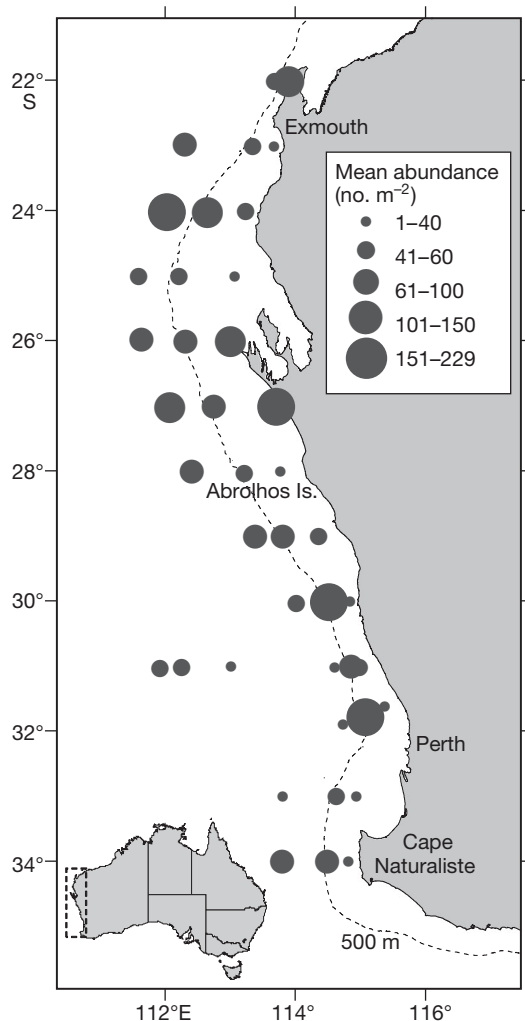 22°
S
24°
26°
28°
30°
32°
34°
Exmouth
Mean abundance
(no. m–2)
1–40
41–60
61–100
101–150
151–229
Abrolhos Is.
Perth
Cape
Naturaliste
500 m
112°E
114°
116°